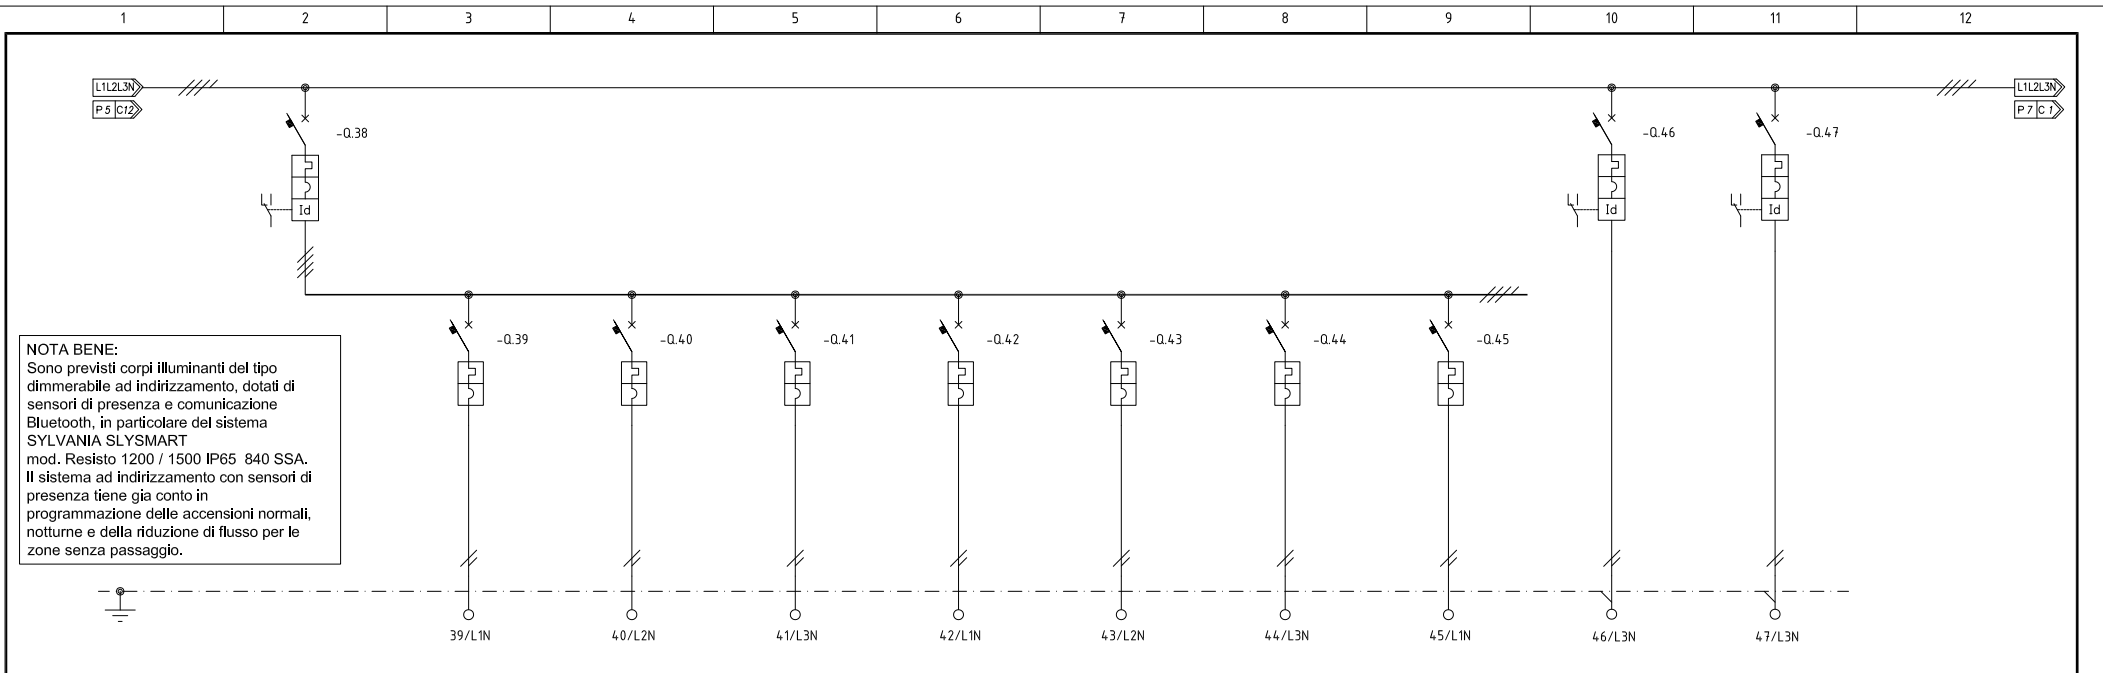 1 2 3 4 5 6 7 8 9 10 11 12
L1L2L3N L1L2L3N
P 5 C12 P 7 C 1
-Q.38 -Q.46 -Q.47
Id Id Id
-Q.39 -Q.40 -Q.41 -Q.42 -Q.43 -Q.44 -Q.45
NOTA BENE:
Sono previsti corpi illuminanti del tipo
dimmerabile ad indirizzamento, dotati di
sensori di presenza e comunicazione
Bluetooth, in particolare del sistema
SYLVANIA SLYSMART
mod. Resisto 1200 / 1500 IP65 840 SSA.
Il sistema ad indirizzamento con sensori di
presenza tiene gia conto in
programmazione delle accensioni normali,
notturne e della riduzione di flusso per le
zone senza passaggio.
39/L1N 40/L2N 41/L3N 42/L1N 43/L2N 44/L3N 45/L1N 46/L3N 47/L3N